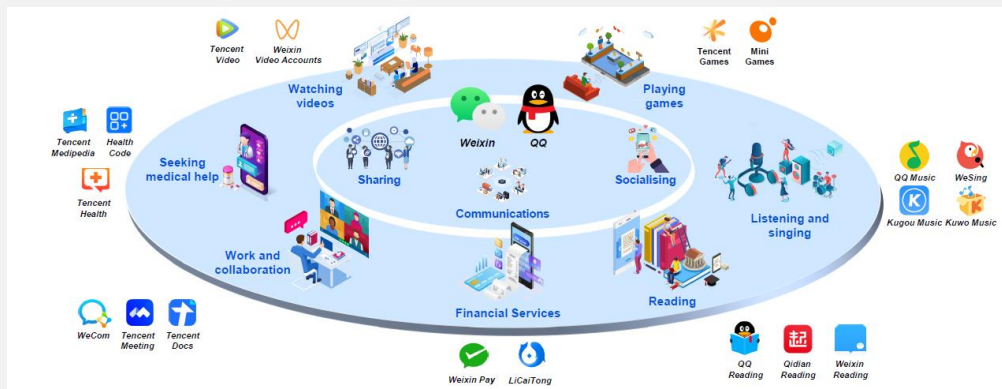 Tencent
Video
Weixin
Video Accounts
Watching
videos
Playing
games
Tencent
Games
Mini
Games
Tencent
Medipedia
Health
Code
Tencent
Health
Seeking
medical help
Weixin
QQ
Sharing
Socialising
Communications
Listening and
singing
QQ Music
WeSing
Kugou Music
Kuwo Music
Work and
collaboration
Financial Services
Reading
WeCom
Tencent
Meeting
Tencent
Docs
Weixin Pay
LiCaiTong
起
QQ
Reading
Qidian
Reading
Weixin
Reading